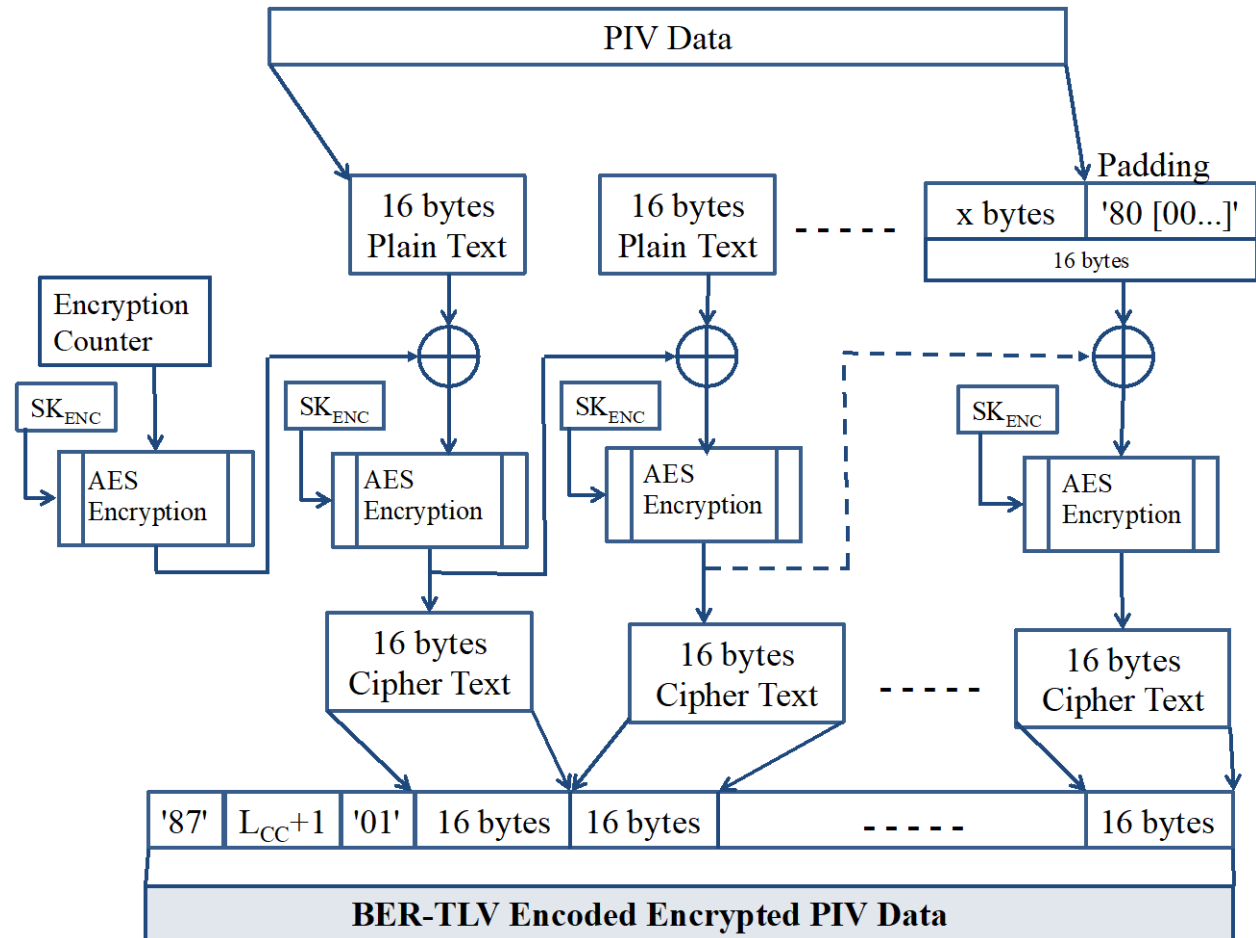 PIV Data
Padding
16 bytes
Plain Text
16 bytes
Plain Text
- - - - -
x bytes
'80 [00...]'
16 bytes
Encryption
Counter
SKENC
SKENC
SKENC
SKENC
AES
Encryption
AES
Encryption
AES
Encryption
AES
Encryption
16 bytes
Cipher Text
16 bytes
Cipher Text
- - - - -
16 bytes
Cipher Text
'87'
LCC+1
'01'
16 bytes
16 bytes
- - - - -
16 bytes
BER-TLV Encoded Encrypted PIV Data